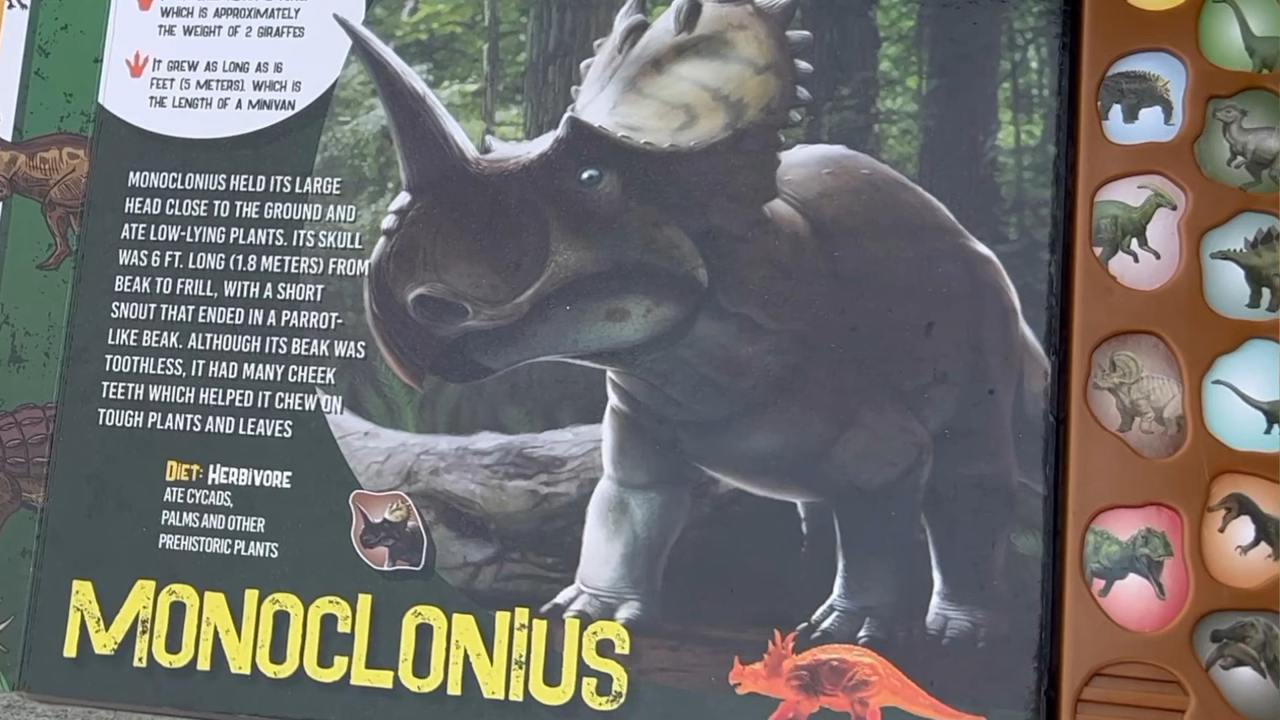 WHICH IS APPROXIMATELY
THE WEIGHT OF 2 GIRAFFES
IT GREW AS LONG AS 16
FEET (5 METERS), WHICH IS
THE LENGTH OF A MINIVAN
MONOCLONIUS HELD ITS LARGE
HEAD CLOSE TO THE GROUND AND
ATE LOW-LYING PLANTS. ITS SKULL
WAS 6 FT. LONG (1.8 METERS) FROM
BEAK TO FRILL, WITH A SHORT
SNOUT THAT ENDED IN A PARROT-
LIKE BEAK. ALTHOUGH ITS BEAK WAS
TOOTHLESS, IT HAD MANY CHEEK
TEETH WHICH HELPED IT CHEW ON
TOUGH PLANTS AND LEAVES
DIET: HERBIVORE
ATE CYCADS,
PALMS AND OTHER
PREHISTORIC PLANTS
MONOCLONIUS